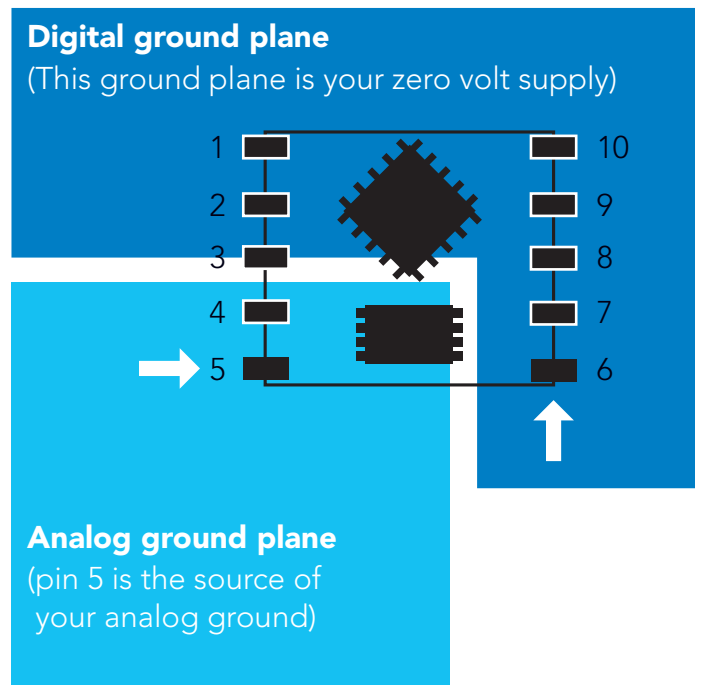 Digital ground plane
(This ground plane is your zero volt supply)
1 10
2 9
3 8
4 7
5 6
Analog ground plane
(pin 5 is the source of
your analog ground)